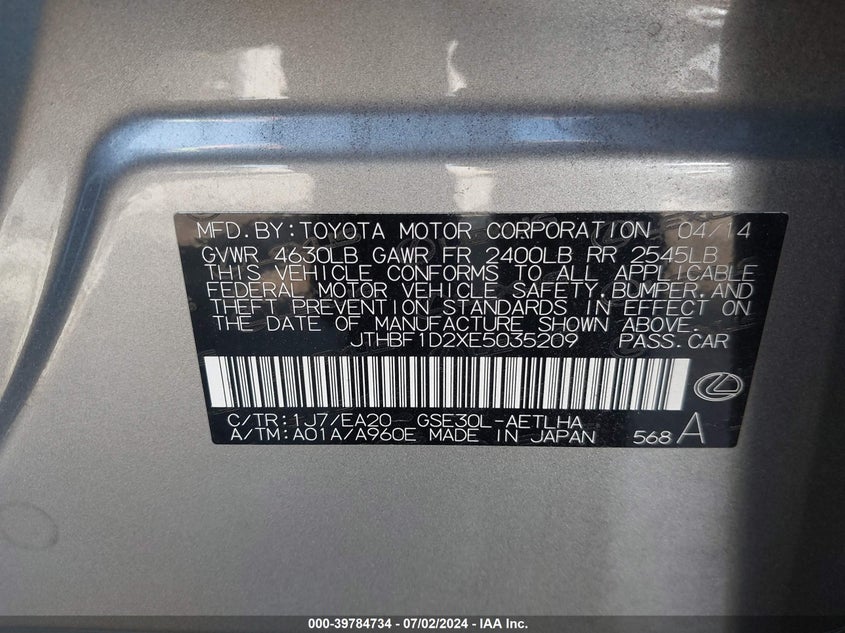 MFD.BY:TOYOTA MOTOR CORPORATION 04/14
GVWR 4630LB GAWR FR 2400LB RR 2545LB
THIS VEHICLE CONFORMS TO ALL APPLICABLE
FEDERAL MOTOR VEHICLE SAFETY,BUMPER,AND
THEFT PREVENTION STANDARDS IN EFFECT ON
THE DATE OF MANUFACTURE SHOWN ABOVE.
JTHBF1D2XE5035209 PASS.CAR
C/TR:1J7/EA20 GSE30L-AETLHA
A/TM:A01A/A960E MADE IN JAPAN 568 A
000-39784734 - 07/02/2024 - IAA Inc.